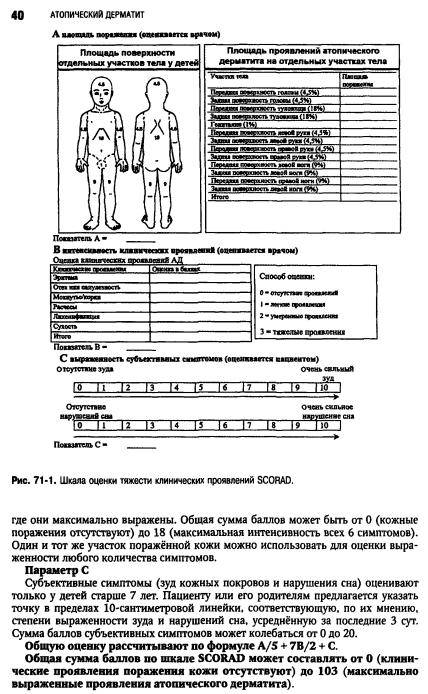 40 АТОПИЧЕСКИЙ ДЕРМАТИТ
А площадь поражения (оценивается врачом)
Площадь поверхности
отдельных участков тела у детей
Площадь проявлений атопического
дерматита на отдельных участках тела
Участки тела Площадь
поражения
Передняя поверхность головы (4,5%)
Задняя поверхность головы (4,5%)
Передняя поверхность туловища (18%)
Задняя поверхность туловища (18%)
Гениталии (1%)
Передняя поверхность левой руки (4,5%)
Задняя поверхность левой руки (4,5%)
Передняя поверхность правой руки (4,5%)
Задняя поверхность правой руки (4,5%)
Передняя поверхность левой ноги (9%)
Задняя поверхность левой ноги (9%)
Передняя поверхность правой ноги (9%)
Задняя поверхность левой ноги (9%)
Итого
Показатель А =
В интенсивность клинических проявлений (оценивается врачом)
Оценка клинических проявлений АД
Клинические проявления Оценка в баллах
Эритема
Отек или папулезность
Мокнутье/корки
Расчесы
Лихенификация
Сухость
Итого
Способ оценки:
0 = отсутствие проявлений
1 = легкие проявления
2 = умеренные проявления
3 = тяжелые проявления
Показатель В =
С выраженность субъективных симптомов (оценивается пациентом)
Отсутствие зуда Очень сильный
зуд
0 1 2 3 4 5 6 7 8 9 10
Отсутствие Очень сильное
нарушений сна нарушение сна
0 1 2 3 4 5 6 7 8 9 10
Показатель С =
Рис. 71-1. Шкала оценки тяжести клинических проявлений SCORAD.
где они максимально выражены. Общая сумма баллов может быть от 0 (кожные
поражения отсутствуют) до 18 (максимальная интенсивность всех 6 симптомов).
Один и тот же участок поражённой кожи можно использовать для оценки выра-
женности любого количества симптомов.
Параметр С
Субъективные симптомы (зуд кожных покровов и нарушения сна) оценивают
только у детей старше 7 лет. Пациенту или его родителям предлагается указать
точку в пределах 10-сантиметровой линейки, соответствующую, по их мнению,
степени выраженности зуда и нарушений сна, усреднённую за последние 3 сут.
Сумма баллов субъективных симптомов может колебаться от 0 до 20.
Общую оценку рассчитывают по формуле А/5 + 7В/2 + С.
Общая сумма баллов по шкале SCORAD может составлять от 0 (клини-
ческие проявления поражения кожи отсутствуют) до 103 (максимально
выраженные проявления атопического дерматита).